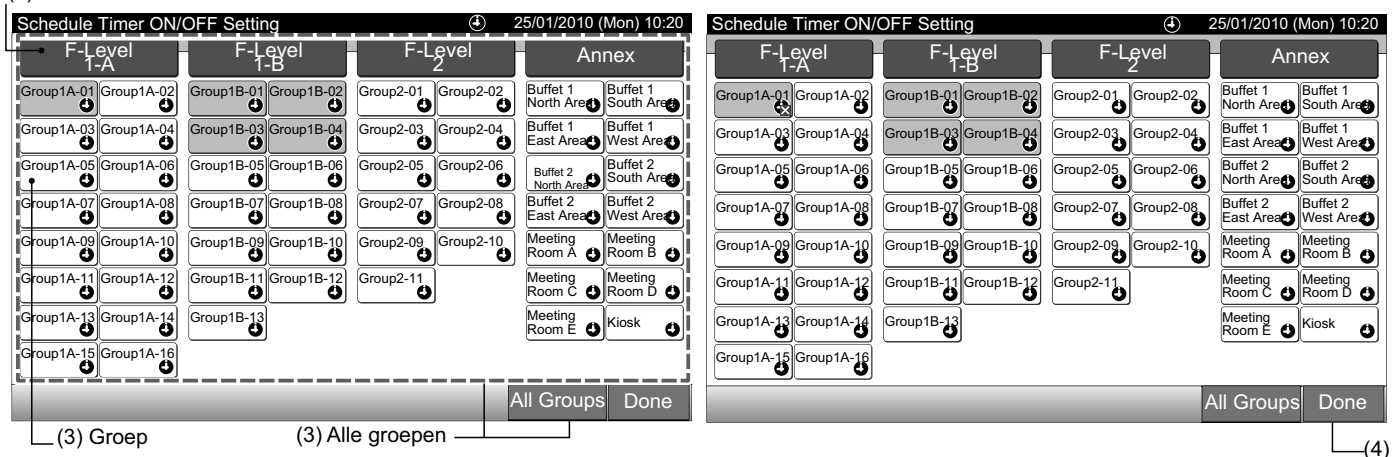 Schedule Timer ON/OFF Setting 25/01/2010 (Mon) 10:20
F-Level 1-A F-Level 1-B F-Level 2 Annex
Group1A-01 Group1A-02 Group1B-01 Group1B-02 Group2-01 Group2-02 Buffet 1 North Area Buffet 1 South Area
Group1A-03 Group1A-04 Group1B-03 Group1B-04 Group2-03 Group2-04 Buffet 1 East Area Buffet 1 West Area
Group1A-05 Group1A-06 Group1B-05 Group1B-06 Group2-05 Group2-06 Buffet 2 North Area Buffet 2 South Area
Group1A-07 Group1A-08 Group1B-07 Group1B-08 Group2-07 Group2-08 Buffet 2 East Area Buffet 2 West Area
Group1A-09 Group1A-10 Group1B-09 Group1B-10 Group2-09 Group2-10 Meeting Room A Meeting Room B
Group1A-11 Group1A-12 Group1B-11 Group1B-12 Group2-11 Meeting Room C Meeting Room D
Group1A-13 Group1A-14 Group1B-13 Meeting Room E Kiosk
Group1A-15 Group1A-16
All Groups Done
(3) Groep (3) Alle groepen
Schedule Timer ON/OFF Setting 25/01/2010 (Mon) 10:20
F-Level 1-A F-Level 1-B F-Level 2 Annex
Group1A-01 Group1A-02 Group1B-01 Group1B-02 Group2-01 Group2-02 Buffet 1 North Area Buffet 1 South Area
Group1A-03 Group1A-04 Group1B-03 Group1B-04 Group2-03 Group2-04 Buffet 1 East Area Buffet 1 West Area
Group1A-05 Group1A-06 Group1B-05 Group1B-06 Group2-05 Group2-06 Buffet 2 North Area Buffet 2 South Area
Group1A-07 Group1A-08 Group1B-07 Group1B-08 Group2-07 Group2-08 Buffet 2 East Area Buffet 2 West Area
Group1A-09 Group1A-10 Group1B-09 Group1B-10 Group2-09 Group2-10 Meeting Room A Meeting Room B
Group1A-11 Group1A-12 Group1B-11 Group1B-12 Group2-11 Meeting Room C Meeting Room D
Group1A-13 Group1A-14 Group1B-13 Meeting Room E Kiosk
Group1A-15 Group1A-16
All Groups Done
(4)